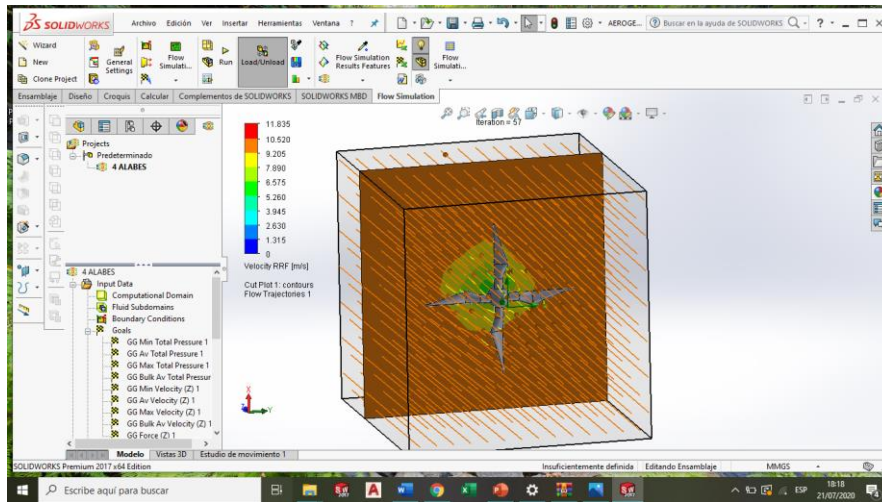 SOLIDWORKS Archivo Edición Ver Insertar Herramientas Ventana ? AEROGE... Buscar en la ayuda de SOLIDWORKS ?
Wizard
New
Clone Project
General Settings
Flow Simulati...
Run
Load/Unload
Flow Simulation Results Features
Flow Simulati...
Ensamblaje Diseño Croquis Calcular Complementos de SOLIDWORKS SOLIDWORKS MBD Flow Simulation
Iteration = 57
Projects
Predeterminado
4 ALABES
11.835
10.520
9.205
7.890
6.575
5.260
3.945
2.630
1.315
0
Velocity RRF [m/s]
Cut Plot 1: contours
Flow Trajectories 1
4 ALABES
Input Data
Computational Domain
Fluid Subdomains
Boundary Conditions
Goals
GG Min Total Pressure 1
GG Av Total Pressure 1
GG Max Total Pressure 1
GG Bulk Av Total Pressur
GG Min Velocity (Z) 1
GG Av Velocity (Z) 1
GG Max Velocity (Z) 1
GG Bulk Av Velocity (Z) 1
GG Force (Z) 1
X
Y
Modelo Vistas 3D Estudio de movimiento 1
SOLIDWORKS Premium 2017 x64 Edition Insuficientemente definida Editando Ensamblaje MMGS
Escribe aquí para buscar
ESP
18:18
21/07/2020